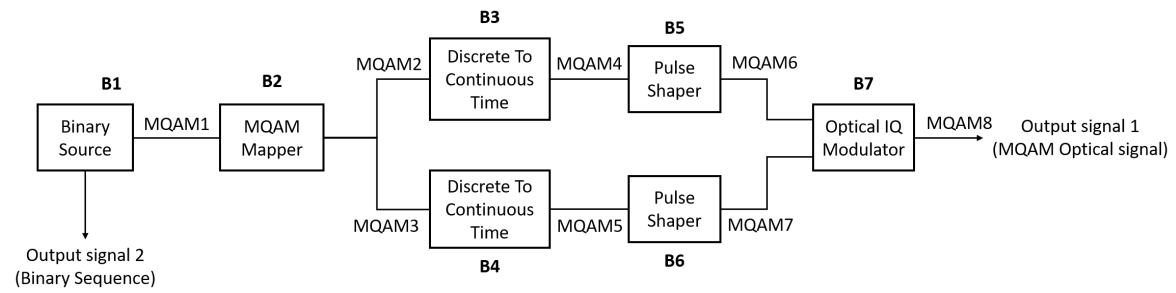 B1
Binary
Source
MQAM1
B2
MQAM
Mapper
MQAM2
B3
Discrete To
Continuous
Time
MQAM4
B5
Pulse
Shaper
MQAM6
MQAM3
Discrete To
Continuous
Time
B4
MQAM5
Pulse
Shaper
B6
MQAM7
B7
Optical IQ
Modulator
MQAM8
Output signal 1
(MQAM Optical signal)
Output signal 2
(Binary Sequence)